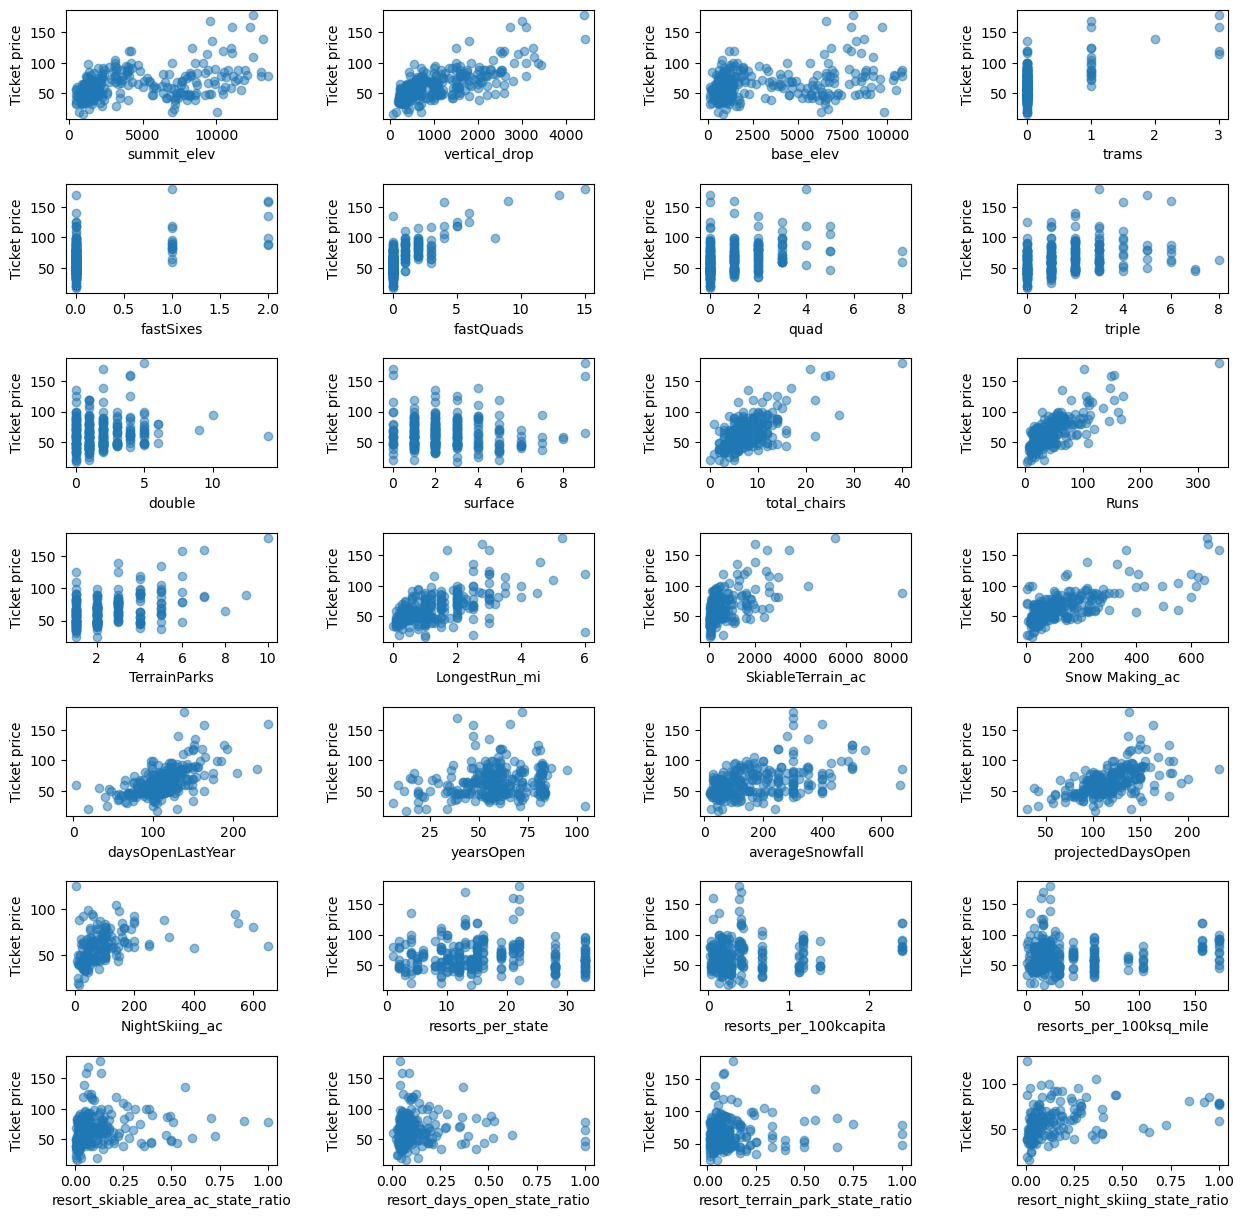 Ticket price Ticket price Ticket price Ticket price
150 150 150 150
100 100 100 100
50 50 50 50
0 5000 10000 0 1000 2000 3000 4000 0 2500 5000 7500 10000 0 1 2 3
summit_elev vertical_drop base_elev trams
Ticket price Ticket price Ticket price Ticket price
150 150 150 150
100 100 100 100
50 50 50 50
0.0 0.5 1.0 1.5 2.0 0 5 10 15 0 2 4 6 8 0 2 4 6 8
fastSixes fastQuads quad triple
Ticket price Ticket price Ticket price Ticket price
150 150 150 150
100 100 100 100
50 50 50 50
0 5 10 0 2 4 6 8 0 10 20 30 40 0 100 200 300
double surface total_chairs Runs
Ticket price Ticket price Ticket price Ticket price
150 150 150 150
100 100 100 100
50 50 50 50
2 4 6 8 10 0 2 4 6 0 2000 4000 6000 8000 0 200 400 600
TerrainParks LongestRun_mi SkiableTerrain_ac Snow Making_ac
Ticket price Ticket price Ticket price Ticket price
150 150 150 150
100 100 100 100
50 50 50 50
0 100 200 25 50 75 100 0 200 400 600 50 100 150 200
daysOpenLastYear yearsOpen averageSnowfall projectedDaysOpen
Ticket price Ticket price Ticket price Ticket price
100 150 150 150
50 100 100 100
50 50 50
0 200 400 600 0 10 20 30 0 1 2 0 50 100 150
NightSkiing_ac resorts_per_state resorts_per_100kcapita resorts_per_100ksq_mile
Ticket price Ticket price Ticket price Ticket price
150 150 150 100
100 100 100 50
50 50 50
0.00 0.25 0.50 0.75 1.00 0.00 0.25 0.50 0.75 1.00 0.00 0.25 0.50 0.75 1.00 0.00 0.25 0.50 0.75 1.00
resort_skiable_area_ac_state_ratio resort_days_open_state_ratio resort_terrain_park_state_ratio resort_night_skiing_state_ratio